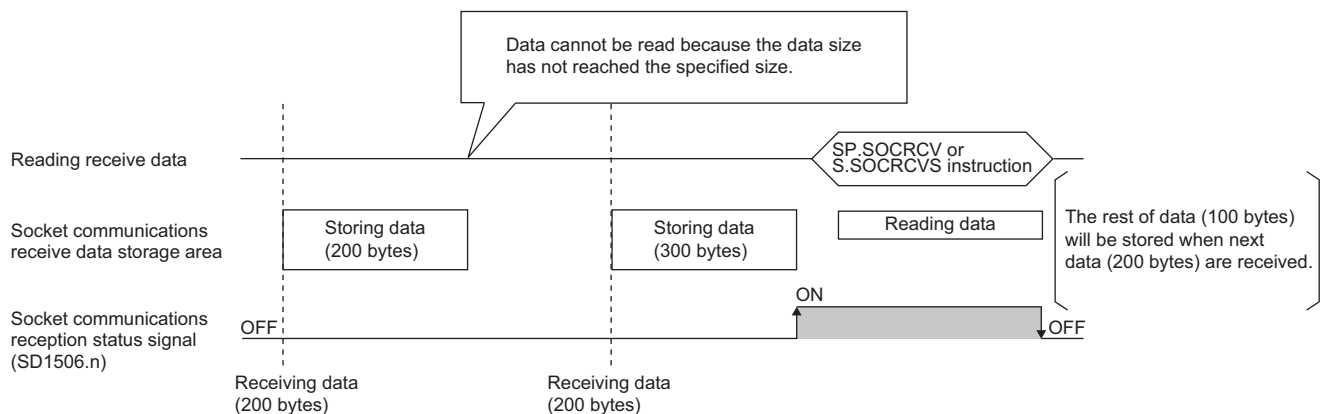 Data cannot be read because the data size
has not reached the specified size.
Reading receive data
SP.SOCRCV or
S.SOCRCVS instruction
Socket communications
receive data storage area
Storing data
(200 bytes)
Storing data
(300 bytes)
Reading data
The rest of data (100 bytes)
will be stored when next
data (200 bytes) are received.
Socket communications
reception status signal
(SD1506.n)
OFF
ON
OFF
Receiving data
(200 bytes)
Receiving data
(200 bytes)